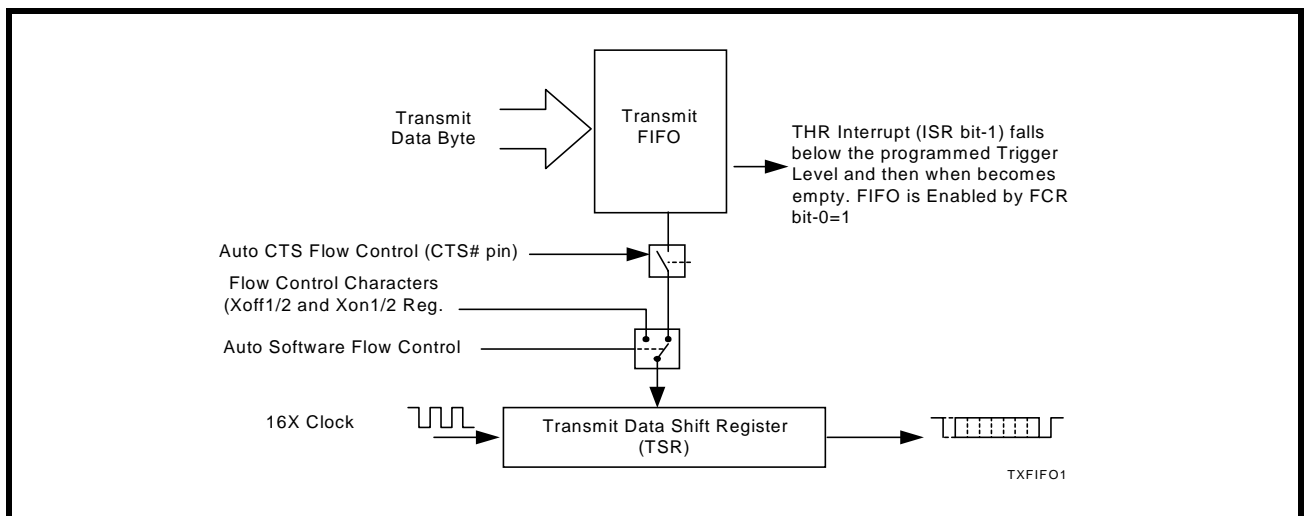 Transmit
Data Byte
Transmit
FIFO
THR Interrupt (ISR bit-1) falls
below the programmed Trigger
Level and then when becomes
empty. FIFO is Enabled by FCR
bit-0=1
Auto CTS Flow Control (CTS# pin)
Flow Control Characters
(Xoff1/2 and Xon1/2 Reg.
Auto Software Flow Control
16X Clock
Transmit Data Shift Register
(TSR)
TXFIFO1